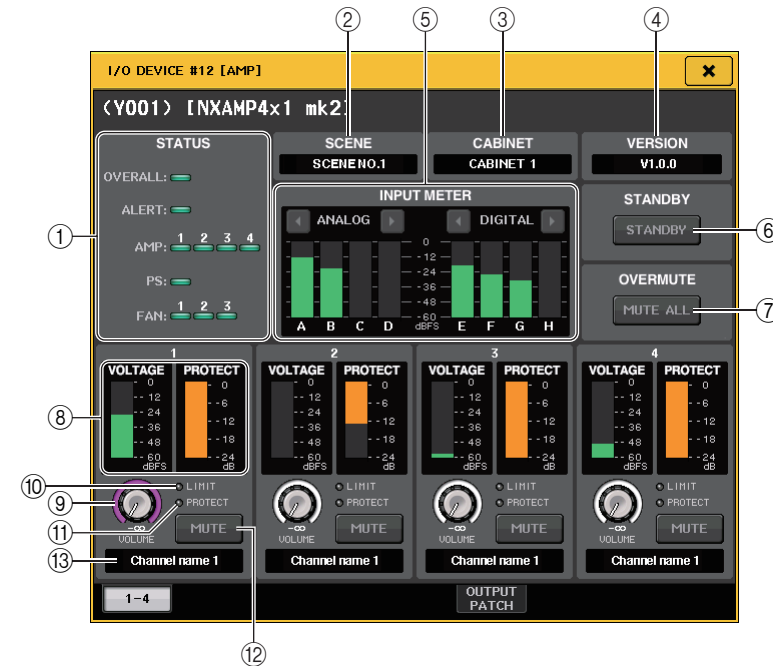 ② ⑤ ③ ④
I/O DEVICE #12 [AMP]
(Y001) [NXAMP4x1 mk2]
STATUS
OVERALL:
ALERT:
AMP: 1 2 3 4
PS:
FAN: 1 2 3
①
SCENE
SCENE NO.1
CABINET
CABINET 1
VERSION
V1.0.0
INPUT METER
ANALOG
DIGITAL
0
-12
-24
-36
-48
-60
dBFS
A B C D
E F G H
STANDBY
STANDBY
⑥
OVERMUTE
MUTE ALL
⑦
1
VOLTAGE PROTECT
0
12
24
36
48
60
dBFS
0
-6
-12
-18
-24
dB
⑧
⑩ LIMIT
⑨
⑪ PROTECT
-∞
VOLUME
MUTE
⑬ Channel name 1
2
VOLTAGE PROTECT
0
12
24
36
48
60
dBFS
0
-6
-12
-18
-24
dB
LIMIT
PROTECT
-∞
VOLUME
MUTE
Channel name 1
3
VOLTAGE PROTECT
0
12
24
36
48
60
dBFS
0
-6
-12
-18
-24
dB
LIMIT
PROTECT
-∞
VOLUME
MUTE
Channel name 1
4
VOLTAGE PROTECT
0
12
24
36
48
60
dBFS
0
-6
-12
-18
-24
dB
LIMIT
PROTECT
-∞
VOLUME
MUTE
Channel name 1
1-4
OUTPUT
PATCH
⑫